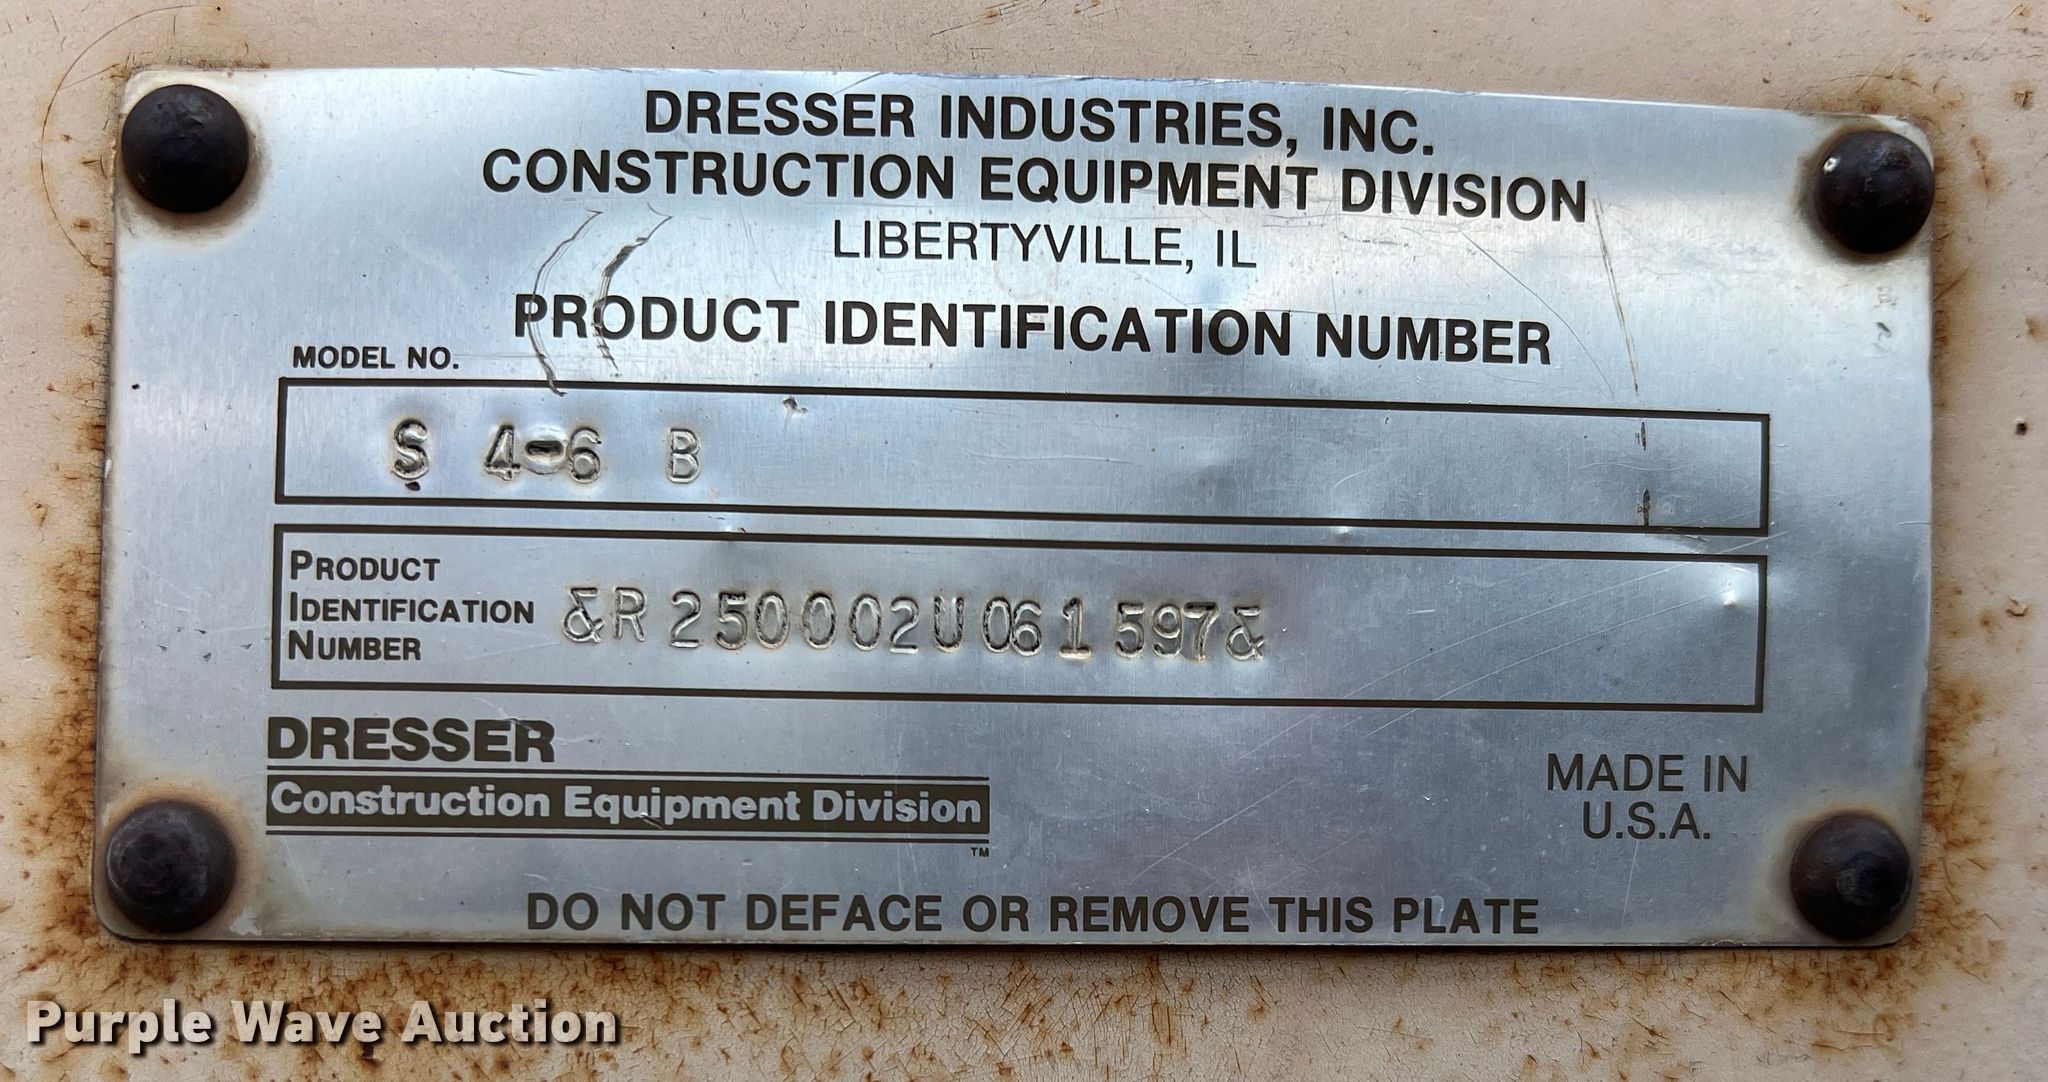 DRESSER INDUSTRIES, INC.
CONSTRUCTION EQUIPMENT DIVISION
LIBERTYVILLE, IL
PRODUCT IDENTIFICATION NUMBER
MODEL NO.
S 4-6 B
PRODUCT
IDENTIFICATION
NUMBER
&R250002U061597&
DRESSER
Construction Equipment Division
TM
MADE IN
U.S.A.
DO NOT DEFACE OR REMOVE THIS PLATE
Purple Wave Auction